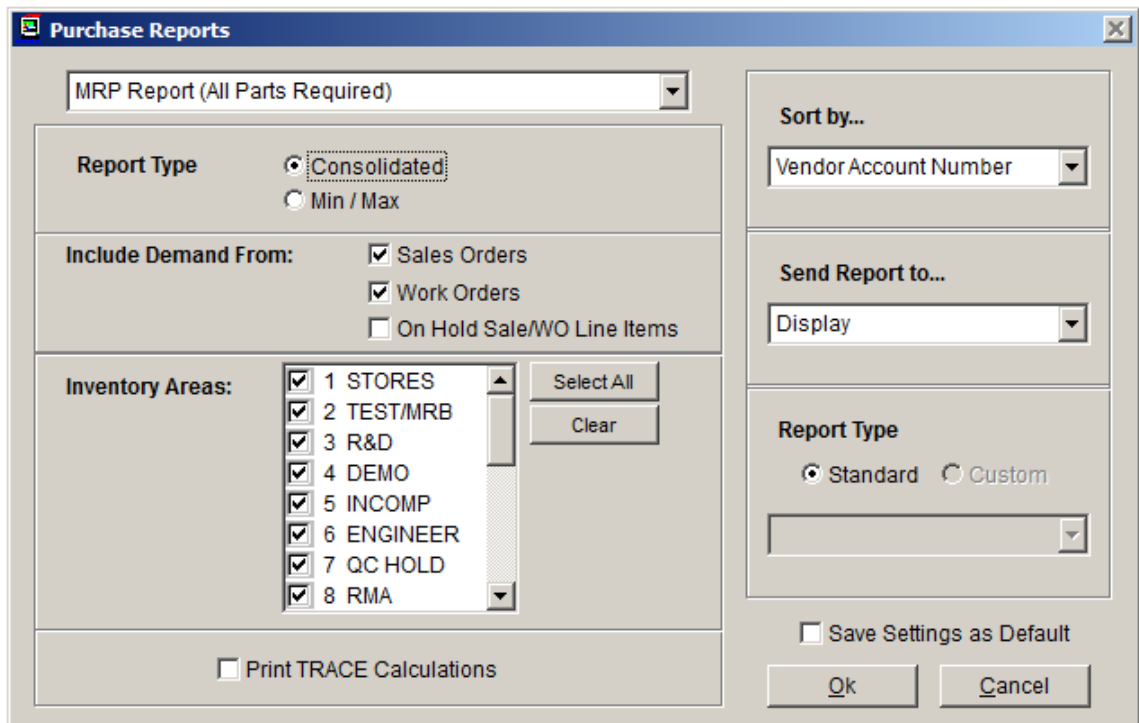 Purchase Reports
MRP Report (All Parts Required)
Report Type
Consolidated
Min / Max
Include Demand From:
Sales Orders
Work Orders
On Hold Sale/WO Line Items
Inventory Areas:
1 STORES
2 TEST/MRB
3 R&D
4 DEMO
5 INCOMP
6 ENGINEER
7 QC HOLD
8 RMA
Select All
Clear
Print TRACE Calculations
Sort by...
Vendor Account Number
Send Report to...
Display
Report Type
Standard
Custom
Save Settings as Default
Ok
Cancel